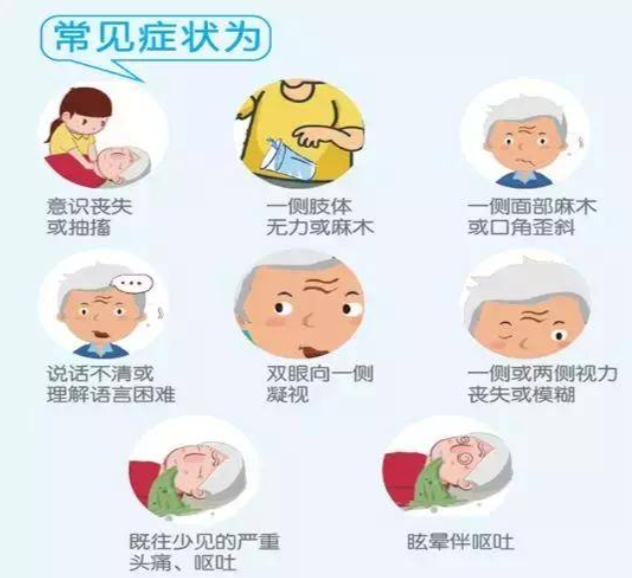 常见症状为
意识丧失
或抽搐
一侧肢体
无力或麻木
一侧面部麻木
或口角歪斜
...
说话不清或
理解语言困难
双眼向一侧
凝视
一侧或两侧视力
丧失或模糊
既往少见的严重
头痛、呕吐
眩晕伴呕吐